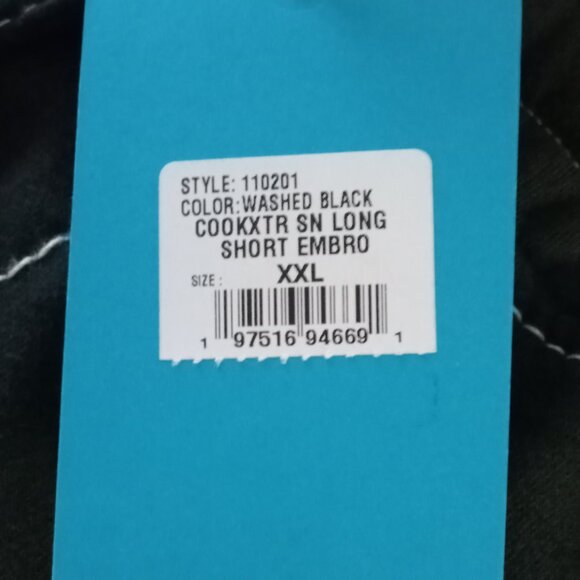 STYLE: 110201
COLOR:WASHED BLACK
COOKXTR SN LONG
SHORT EMBRO
SIZE: XXL
1 97516 94669 1